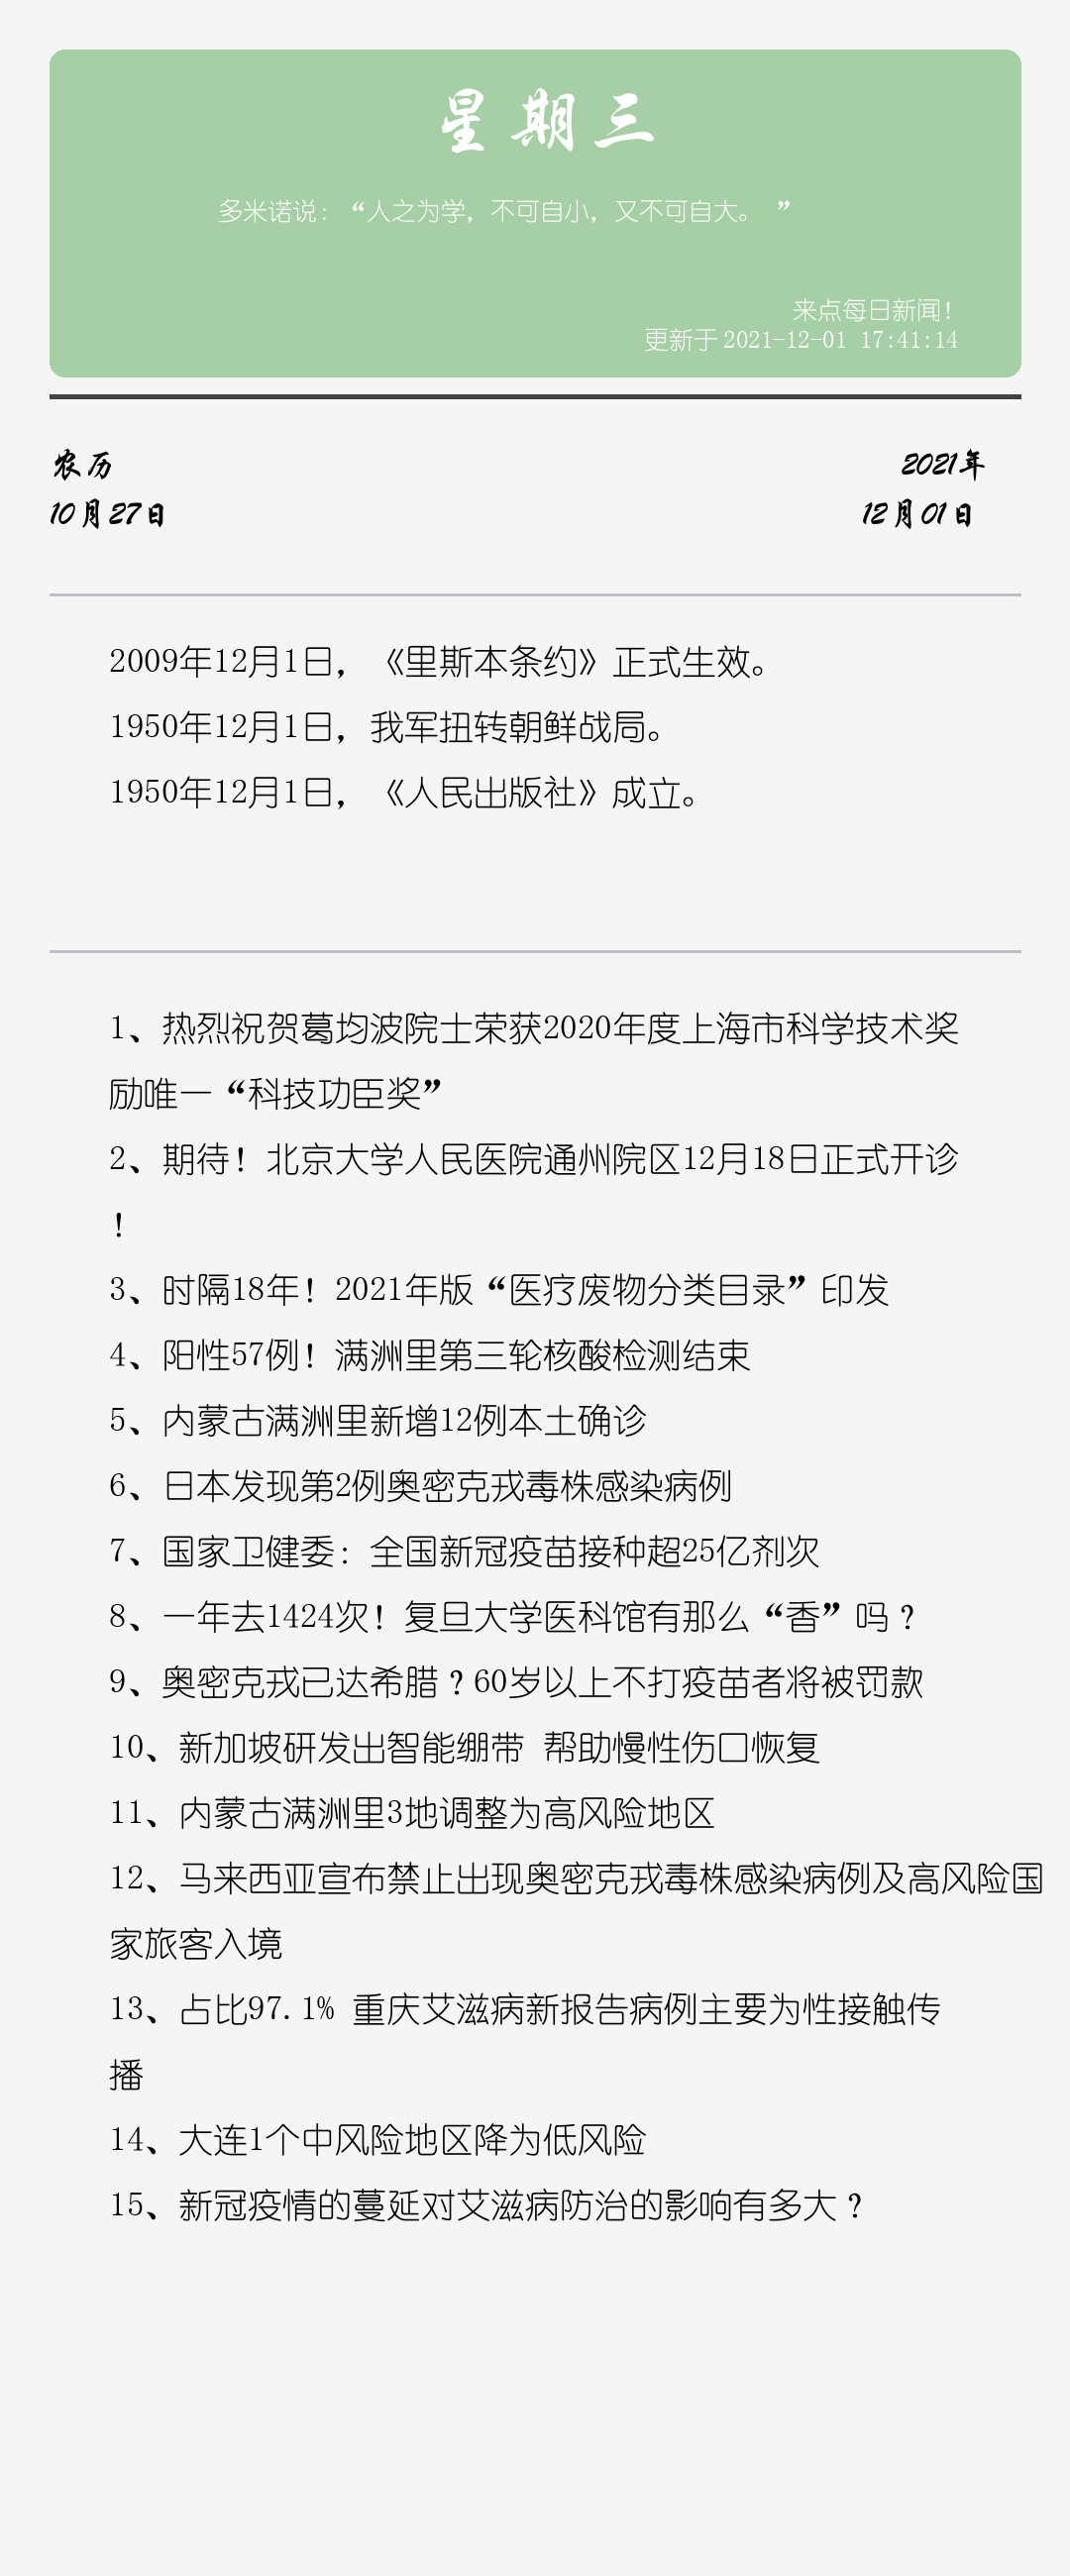 星期三
多米诺说：“人之为学，不可自小，又不可自大。 ”
来点每日新闻！
更新于 2021-12-01 17:41:14
农历
2021年
10月27日
12月01日
2009年12月1日，《里斯本条约》正式生效。
1950年12月1日，我军扭转朝鲜战局。
1950年12月1日，《人民出版社》成立。
1、热烈祝贺葛均波院士荣获2020年度上海市科学技术奖
励唯一“科技功臣奖”
2、期待！北京大学人民医院通州院区12月18日正式开诊
！
3、时隔18年！2021年版“医疗废物分类目录”印发
4、阳性57例！满洲里第三轮核酸检测结束
5、内蒙古满洲里新增12例本土确诊
6、日本发现第2例奥密克戎毒株感染病例
7、国家卫健委：全国新冠疫苗接种超25亿剂次
8、一年去1424次！复旦大学医科馆有那么“香”吗？
9、奥密克戎已达希腊？60岁以上不打疫苗者将被罚款
10、新加坡研发出智能绷带 帮助慢性伤口恢复
11、内蒙古满洲里3地调整为高风险地区
12、马来西亚宣布禁止出现奥密克戎毒株感染病例及高风险国
家旅客入境
13、占比97.1% 重庆艾滋病新报告病例主要为性接触传
播
14、大连1个中风险地区降为低风险
15、新冠疫情的蔓延对艾滋病防治的影响有多大？